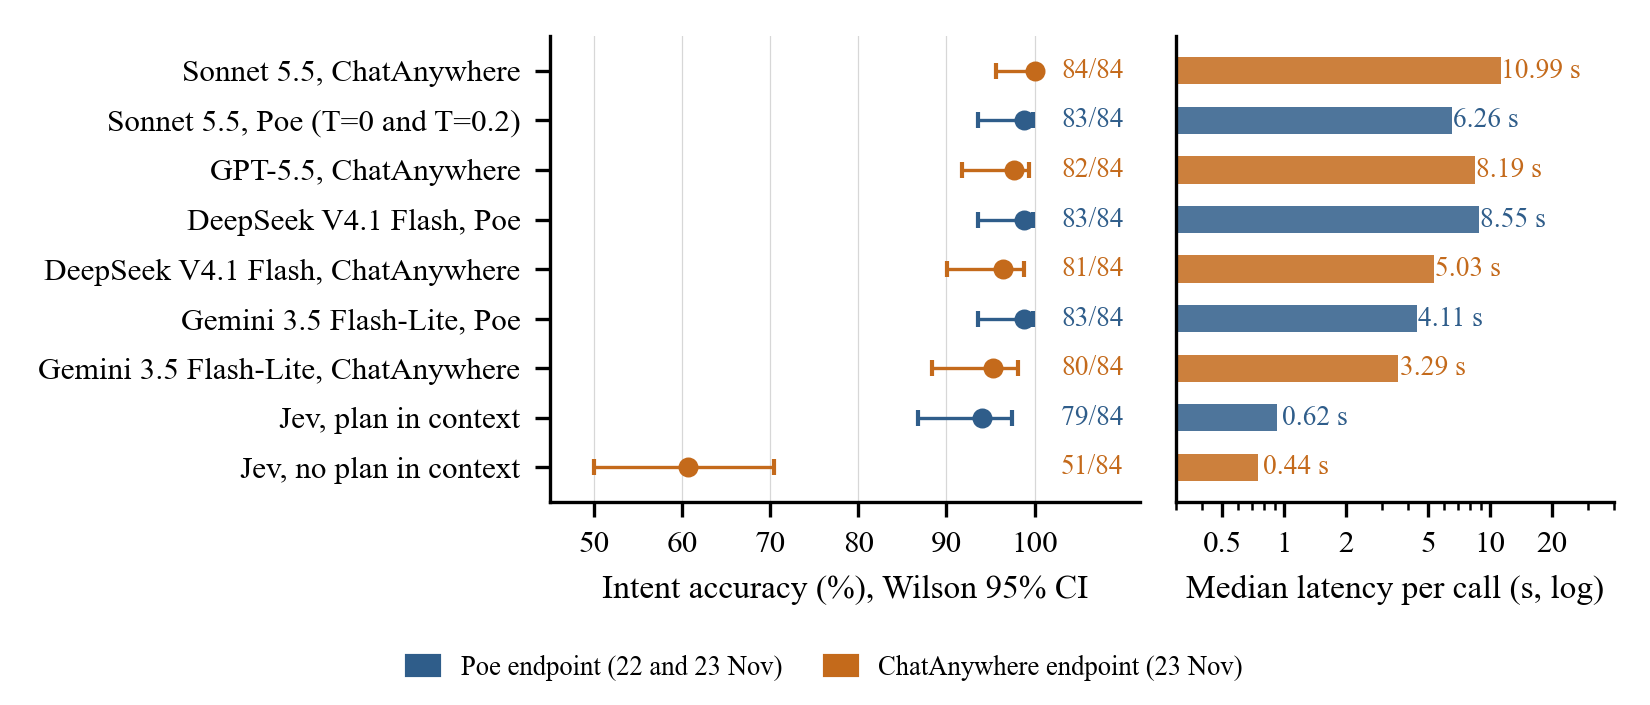 Sonnet 5.5, ChatAnywhere 84/84 10.99 s
Sonnet 5.5, Poe (T=0 and T=0.2) 83/84 6.26 s
GPT-5.5, ChatAnywhere 82/84 8.19 s
DeepSeek V4.1 Flash, Poe 83/84 8.55 s
DeepSeek V4.1 Flash, ChatAnywhere 81/84 5.03 s
Gemini 3.5 Flash-Lite, Poe 83/84 4.11 s
Gemini 3.5 Flash-Lite, ChatAnywhere 80/84 3.29 s
Jev, plan in context 79/84 0.62 s
Jev, no plan in context 51/84 0.44 s
50 60 70 80 90 100 0.5 1 2 5 10 20
Intent accuracy (%), Wilson 95% CI Median latency per call (s, log)
Poe endpoint (22 and 23 Nov) ChatAnywhere endpoint (23 Nov)